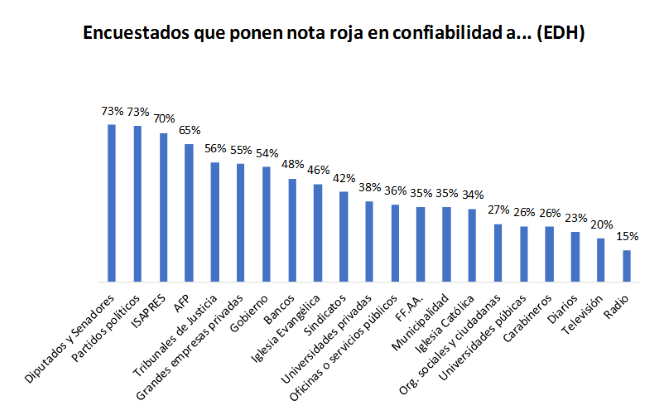 Encuestados que ponen nota roja en confiabilidad a... (EDH)
73%
73%
70%
65%
56%
55%
54%
48%
46%
42%
38%
36%
35%
35%
34%
27%
26%
26%
23%
20%
15%
Diputados y Senadores
Partidos políticos
ISAPRES
AFP
Tribunales de Justicia
Grandes empresas privadas
Gobierno
Bancos
Iglesia Evangélica
Sindicatos
Universidades privadas
Oficinas o servicios públicos
FF.AA.
Municipalidad
Iglesia Católica
Org. sociales y ciudadanas
Universidades púbicas
Carabineros
Diarios
Televisión
Radio